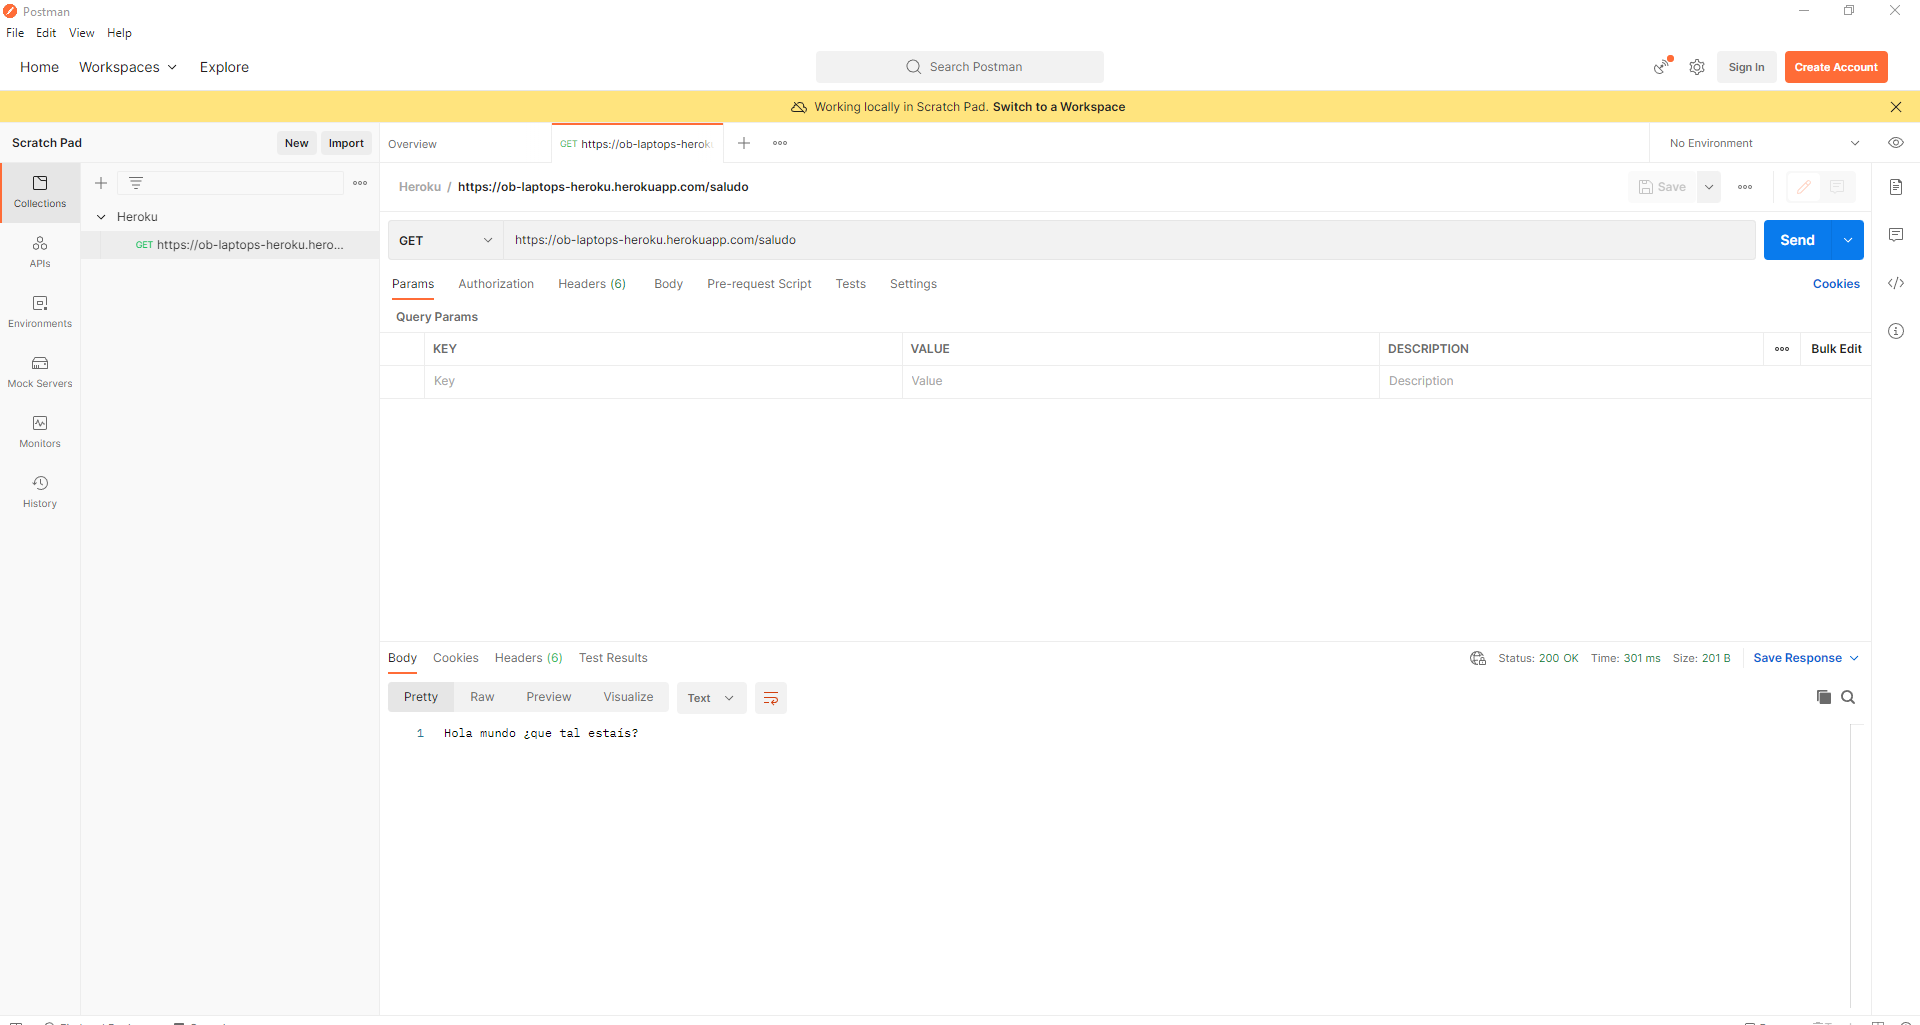 Postman
File Edit View Help
Home Workspaces Explore Search Postman Sign In Create Account
Working locally in Scratch Pad. Switch to a Workspace
Scratch Pad New Import Overview GET https://ob-laptops-herok No Environment
Heroku / https://ob-laptops-heroku.herokuapp.com/saludo Save
Collections
Heroku
GET https://ob-laptops-heroku.hero...
GET https://ob-laptops-heroku.herokuapp.com/saludo Send
APIs
Environments
Mock Servers
Monitors
History
Params Authorization Headers (6) Body Pre-request Script Tests Settings Cookies
Query Params
KEY VALUE DESCRIPTION Bulk Edit
Key Value Description
Body Cookies Headers (6) Test Results Status: 200 OK Time: 301 ms Size: 201 B Save Response
Pretty Raw Preview Visualize Text
1 Hola mundo ¿que tal estais?